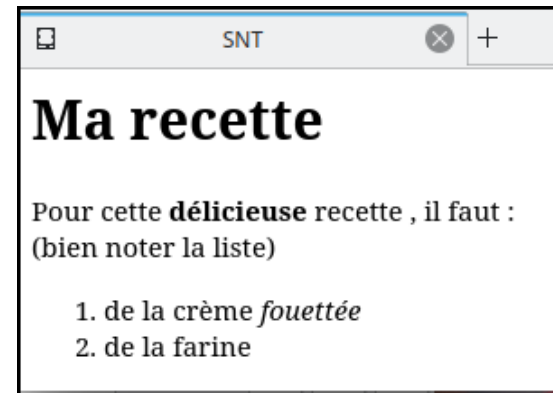 SNT
Ma recette
Pour cette délicieuse recette , il faut :
(bien noter la liste)
1. de la crème fouettée
2. de la farine